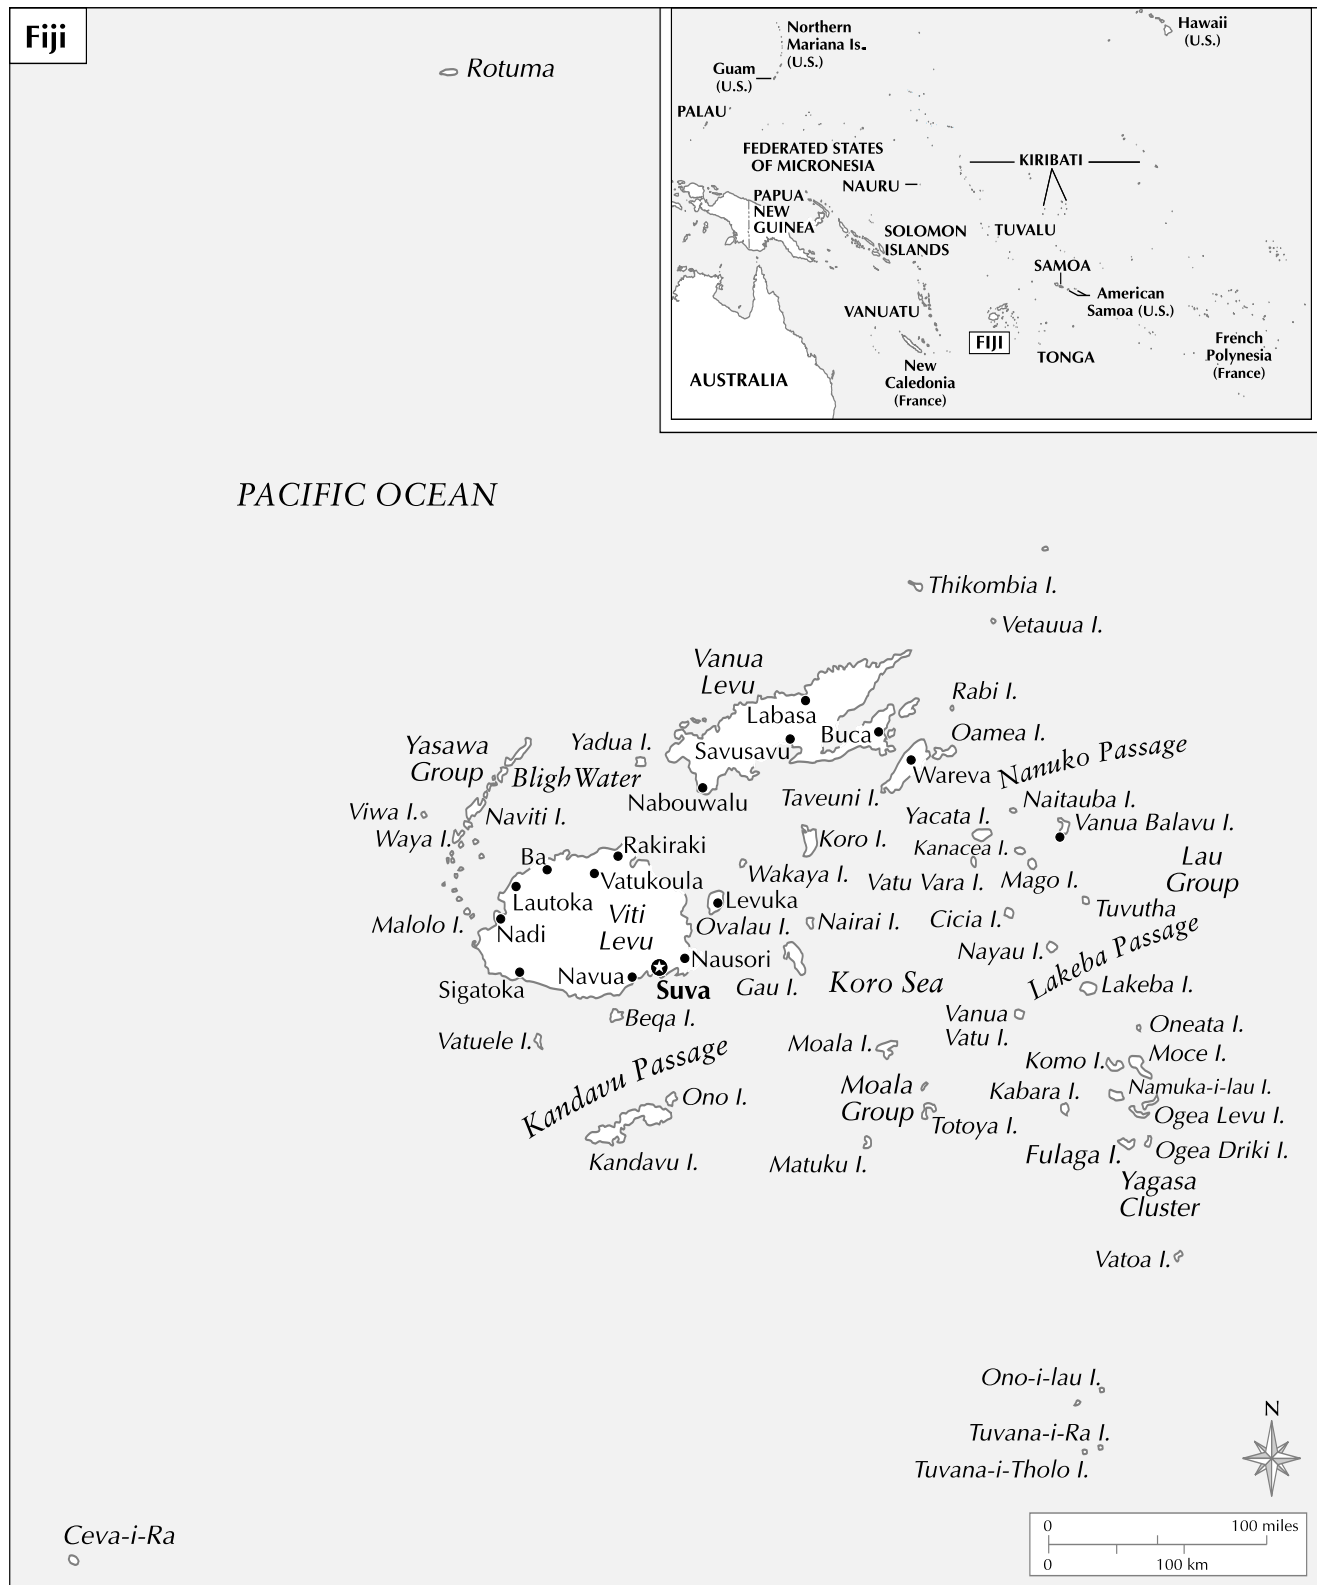 Fiji
Rotuma
Northern
Mariana Is.
(U.S.)
Hawaii
(U.S.)
Guam
(U.S.)
PALAU
FEDERATED STATES
OF MICRONESIA
KIRIBATI
NAURU
PAPUA
NEW
GUINEA
SOLOMON
ISLANDS
TUVALU
SAMOA
American
Samoa (U.S.)
VANUATU
FIJI
TONGA
French
Polynesia
(France)
New
Caledonia
(France)
AUSTRALIA
PACIFIC OCEAN
Thikombia I.
Vetauua I.
Vanua
Levu
Rabi I.
Labasa
Buca
Oamea I.
Savusavu
Yadua I.
Yasawa
Group
Bligh Water
Nanuko Passage
Wareva
Nabouwalu
Taveuni I.
Naitauba I.
Viwa I.
Naviti I.
Yacata I.
Vanua Balavu I.
Waya I.
Rakiraki
Koro I.
Kanacea I.
Ba
Lau
Group
Vatukoula
Wakaya I.
Vatu Vara I.
Mago I.
Lautoka
Viti
Levu
Levuka
Tuvutha
Malolo I.
Nadi
Ovalau I.
Nairai I.
Cicia I.
Nayau I.
Lakeba Passage
Nausori
Navua
Suva
Gau I.
Koro Sea
Lakeba I.
Sigatoka
Beqa I.
Vanua
Vatu I.
Oneata I.
Vatuele I.
Kandavu Passage
Moala I.
Komo I.
Moce I.
Moala
Group
Kabara I.
Namuka-i-lau I.
Ono I.
Totoya I.
Ogea Levu I.
Kandavu I.
Matuku I.
Fulaga I.
Ogea Driki I.
Yagasa
Cluster
Vatoa I.
Ono-i-lau I.
Tuvana-i-Ra I.
Tuvana-i-Tholo I.
N
Ceva-i-Ra
0 100 miles
0 100 km